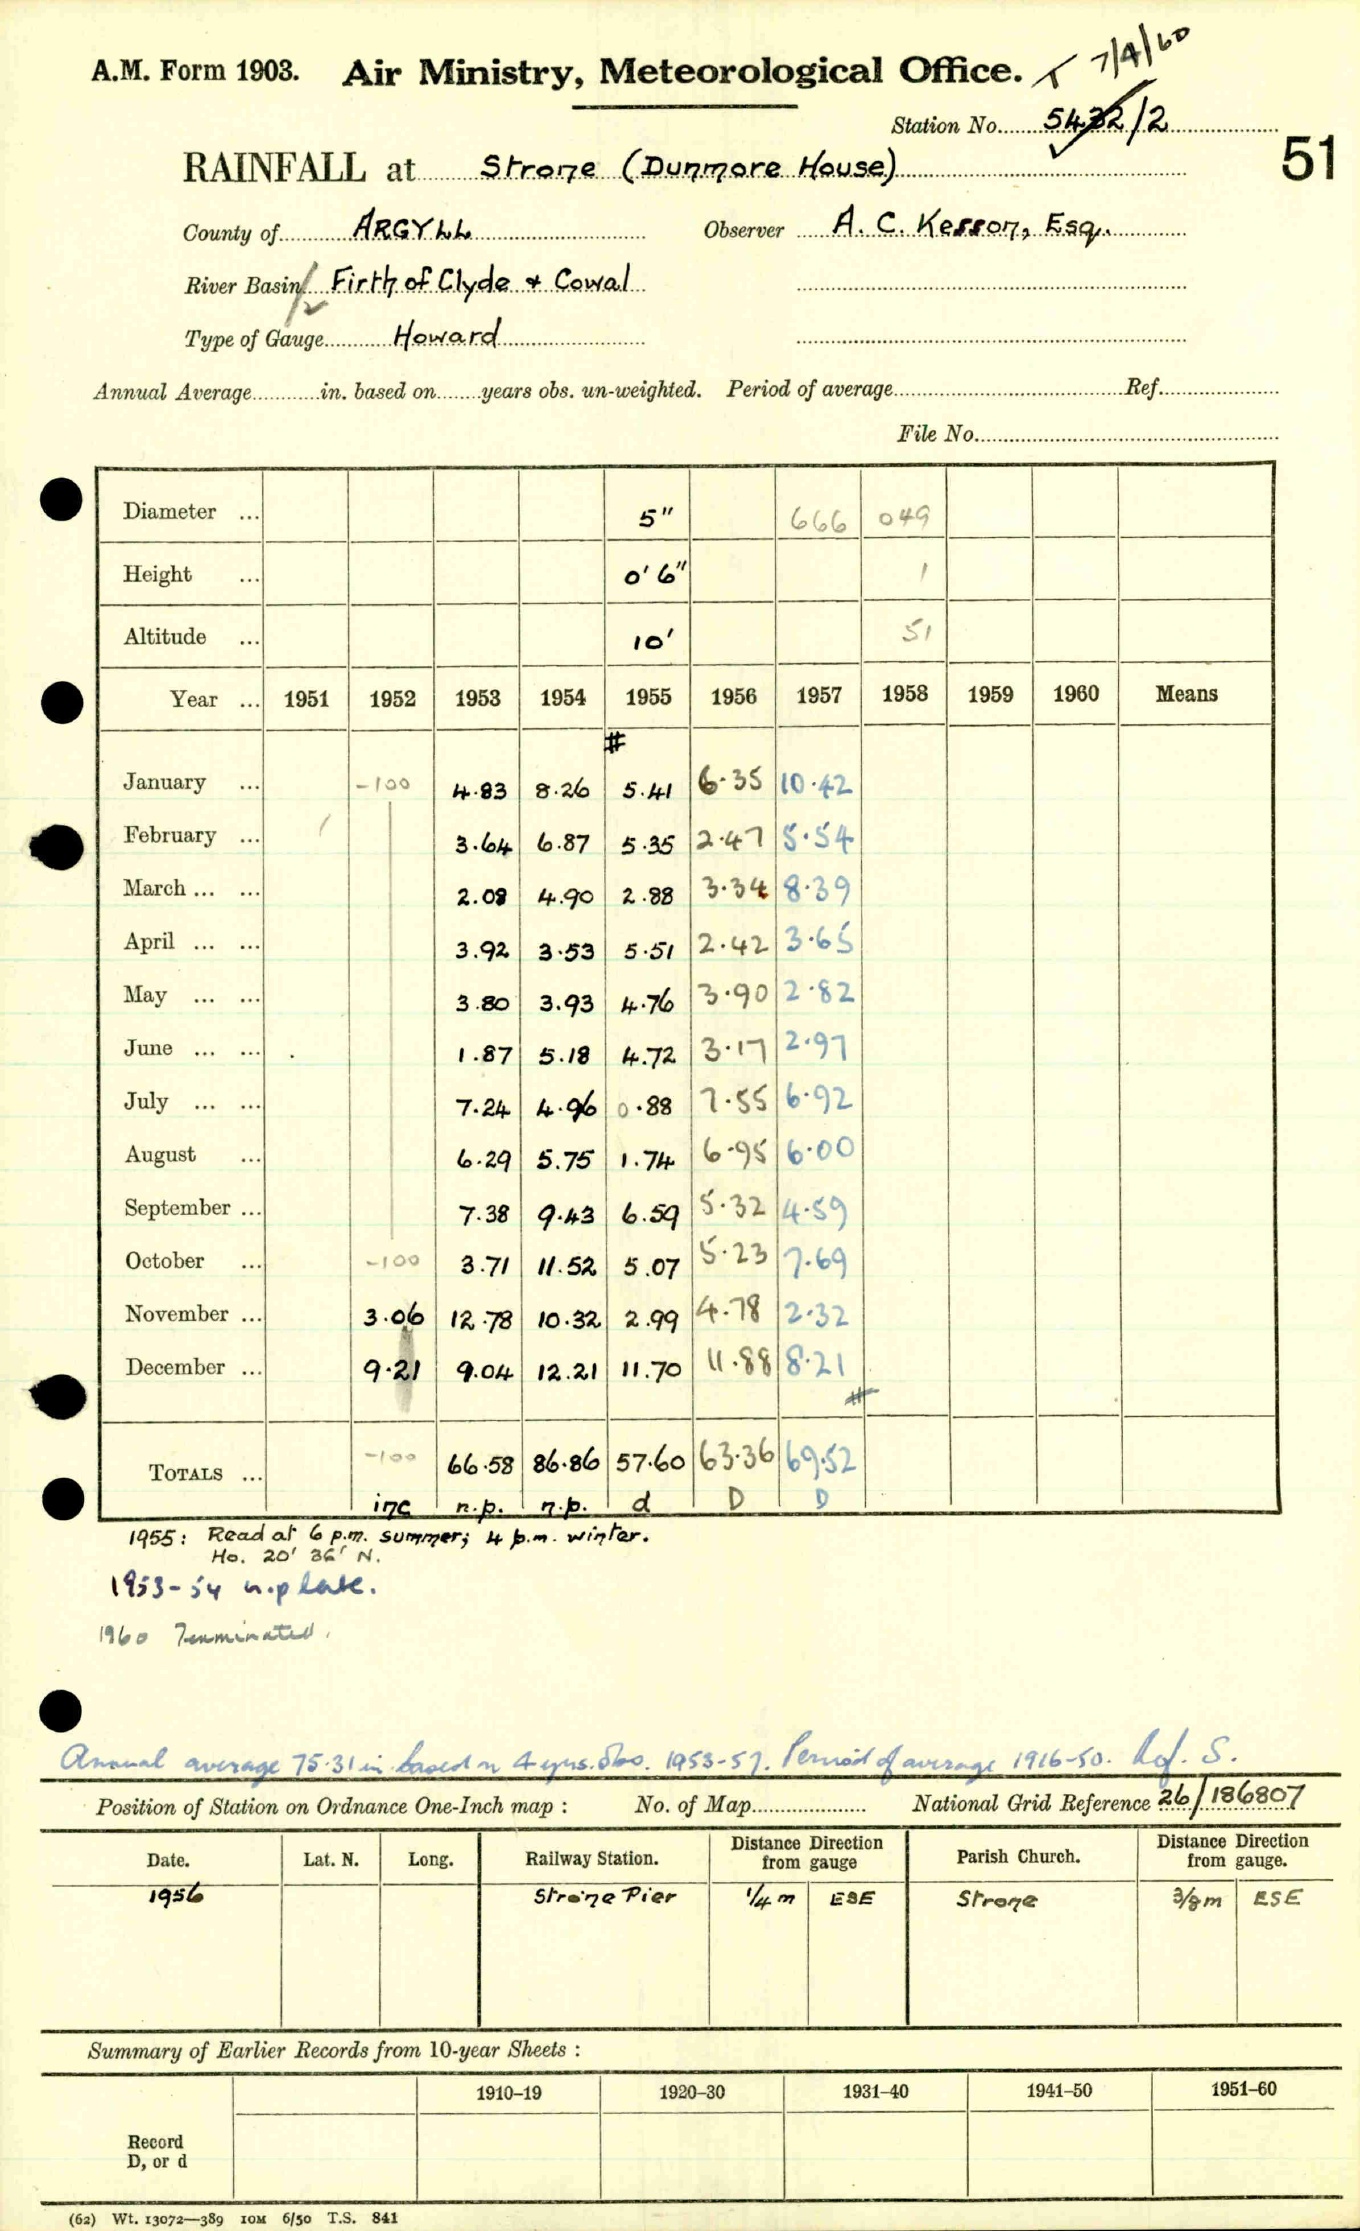 T 7/4/60
A.M. Form 1903. Air Ministry, Meteorological Office.
Station No. 5432/2
51
RAINFALL at Strone (Dunmore House)
County of ARGYLL Observer A. C. Kesson, Esq.
River Basin Firth of Clyde & Cowal
Type of Gauge Howard
Annual Average in. based on years obs. un-weighted. Period of average Ref.
File No.
Diameter ... 5" 666 049
Height ... 0' 6" 1
Altitude ... 10' 51
Year ... 1951 1952 1953 1954 1955 1956 1957 1958 1959 1960 Means
#
January ... -100 4.83 8.26 5.41 6.35 10.42
February ... 3.64 6.87 5.35 2.47 5.54
March ... ... 2.08 4.90 2.88 3.34 8.39
April ... ... 3.92 3.53 5.51 2.42 3.65
May ... ... 3.80 3.93 4.76 3.90 2.82
June ... ... 1.87 5.18 4.72 3.17 2.97
July ... ... 7.24 4.96 0.88 7.55 6.92
August ... 6.29 5.75 1.74 6.95 6.00
September ... 7.38 9.43 6.59 5.32 4.59
October ... -100 3.71 11.52 5.07 5.23 7.69
November ... 3.06 12.78 10.32 2.99 4.78 2.32
December ... 9.21 9.04 12.21 11.70 11.88 8.21
#
TOTALS ... -100 66.58 86.86 57.60 63.36 69.52
inc n.p. n.p. d D D
1955: Read at 6 p.m. summer; 4 p.m. winter.
Ho. 20' 36' N.
1953-54 n.p late.
1960 Terminated.
Annual average 75.31 in based on 4 yrs. obs. 1953-57. Period of average 1916-50. Ref. S.
Position of Station on Ordnance One-Inch map : No. of Map National Grid Reference 26/186807
Date. Lat. N. Long. Railway Station. Distance Direction from gauge Parish Church. Distance Direction from gauge.
1956 Strone Pier 1/4 m ESE Strone 3/8 m ESE
Summary of Earlier Records from 10-year Sheets :
1910–19 1920–30 1931–40 1941–50 1951–60
Record
D, or d
(62) Wt. 13072—389 10M 6/50 T.S. 841